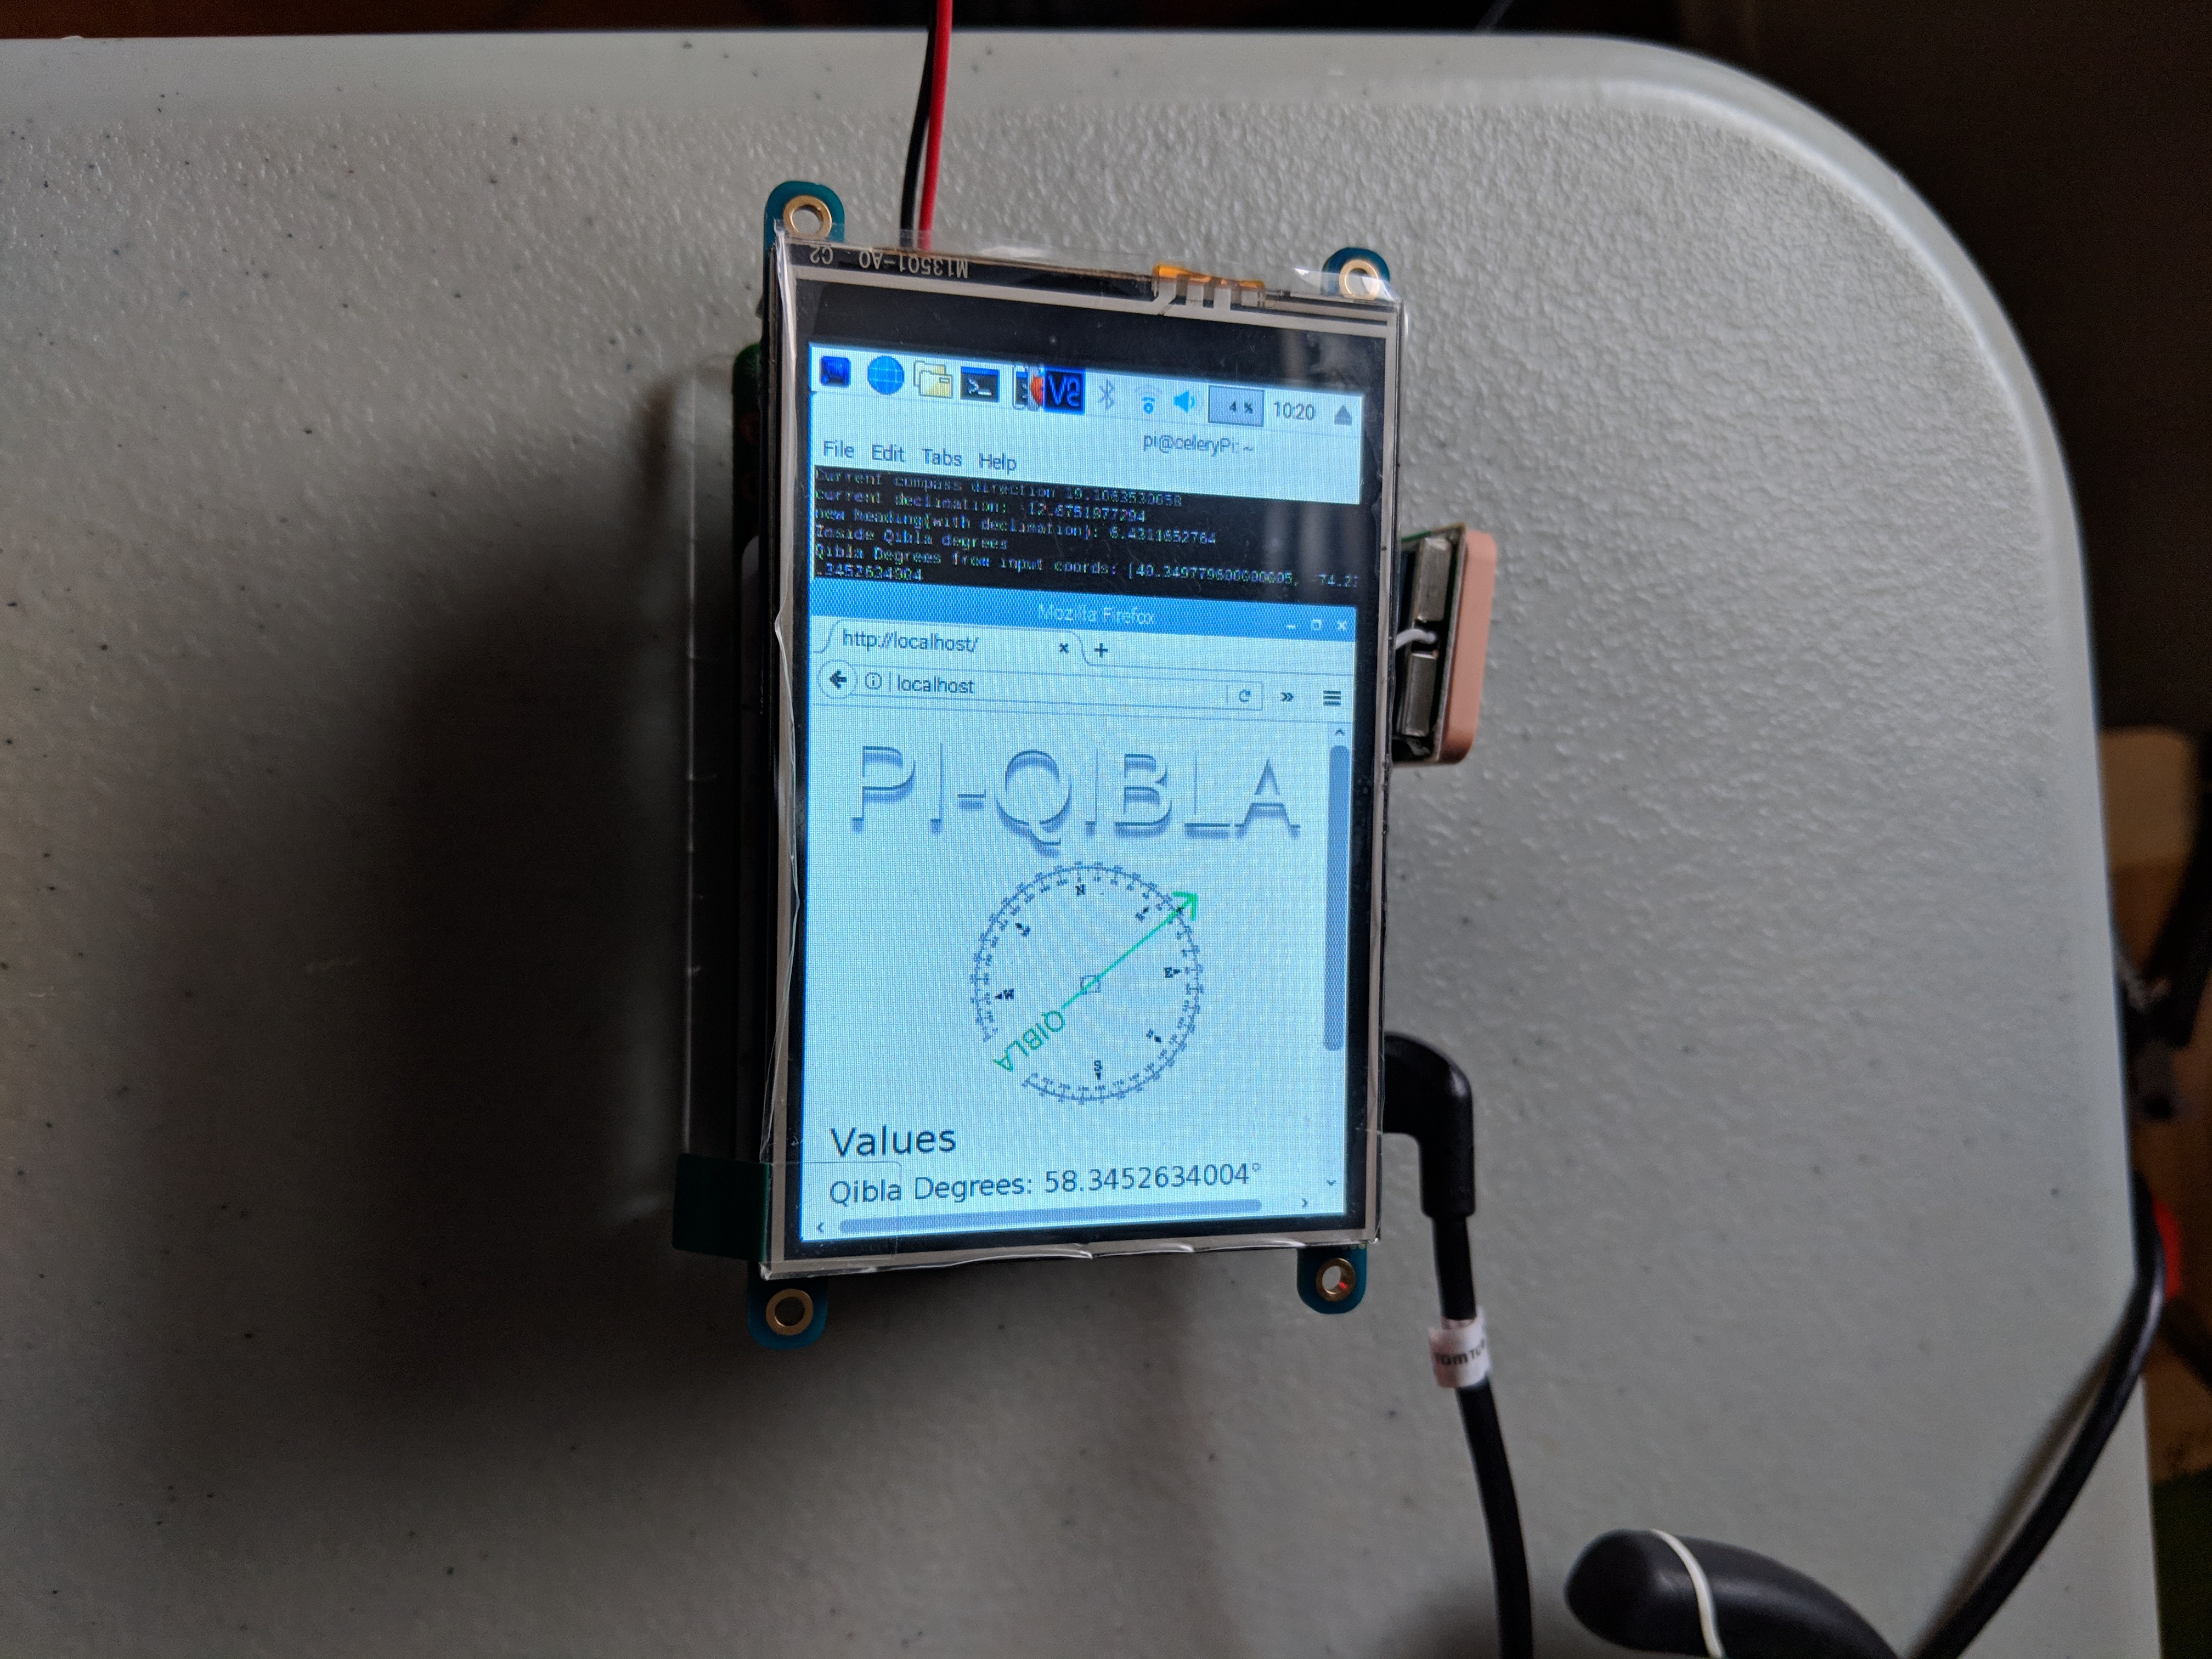 M13501-A0 C2
4 % 10:20
pi@celeryPi: ~
File Edit Tabs Help
Current compass direction 19.1063530058
current declination: -12.6751877294
new heading(with declination): 6.4311652764
Inside Qibla degrees
Qibla Degrees from input coords: [40.349779600000005, -74.2
.3452634004
Mozilla Firefox
http://localhost/
localhost
PI-QIBLA
N
E
W
S
QIBLA
Values
Qibla Degrees: 58.3452634004°